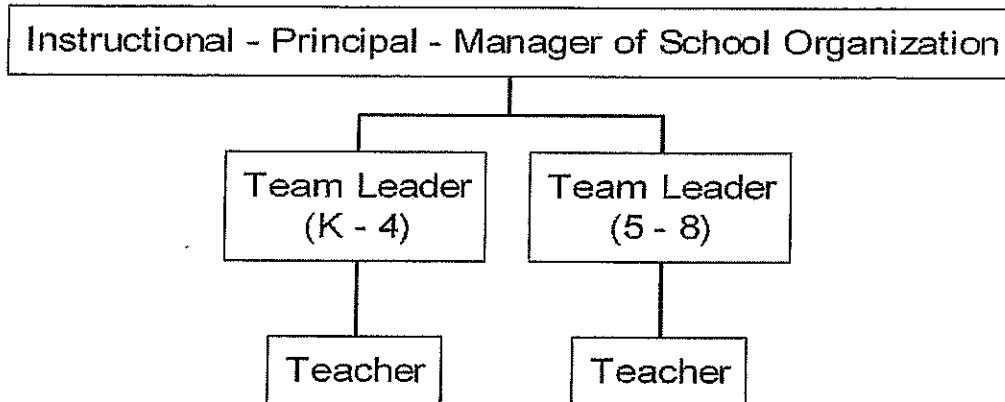 Instructional - Principal - Manager of School Organization
Team Leader
(K - 4)
Team Leader
(5 - 8)
Teacher
Teacher